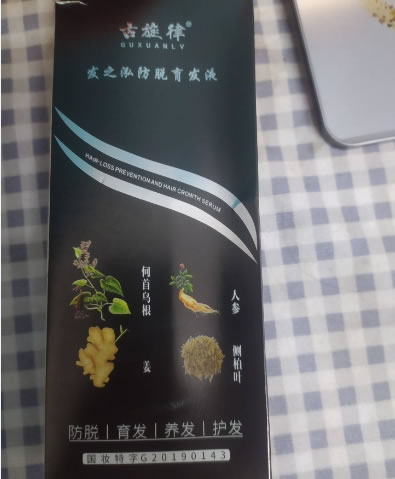 古旋律®
GUXUANLV
发之泓防脱育发液
HAIR-LOSS PREVENTION AND HAIR GROWTH SERUM
何首乌根
人参
姜
侧柏叶
防脱|育发|养发|护发
国妆特字G20190143